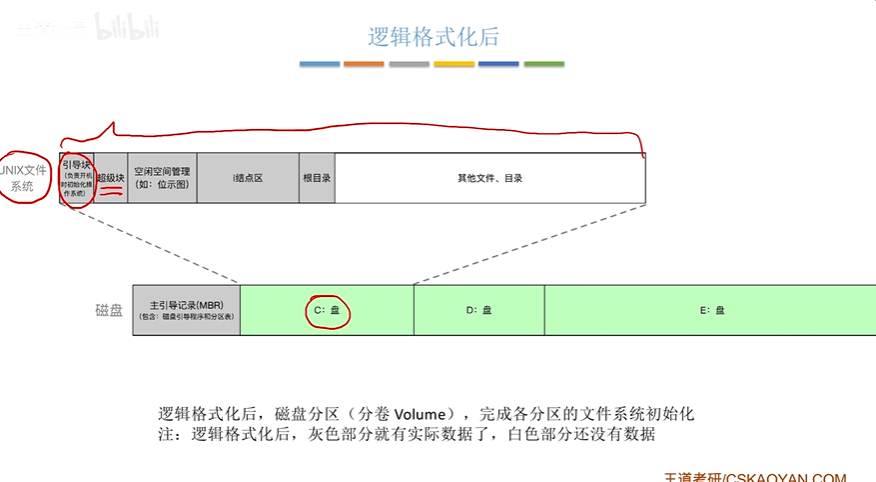 bilibili
逻辑格式化后
UNIX文件
系统
引导块
(负责开机
时初始化操
作系统)
超级块
空闲空间管理
(如：位示图)
i结点区
根目录
其他文件、目录
磁盘
主引导记录(MBR)
(包含：磁盘引导程序和分区表)
C：盘
D：盘
E：盘
逻辑格式化后，磁盘分区（分卷 Volume），完成各分区的文件系统初始化
注：逻辑格式化后，灰色部分就有实际数据了，白色部分还没有数据
王道考研/CSKAOYAN.COM